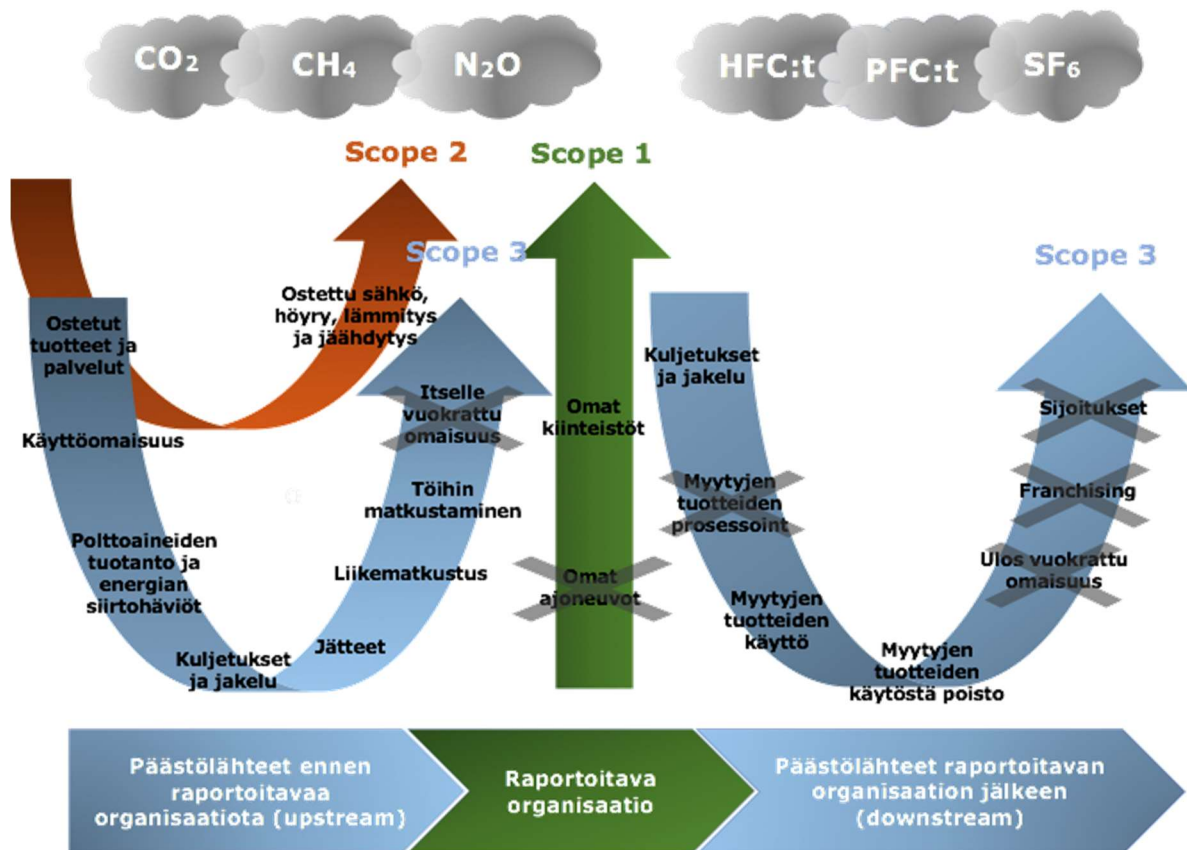 CO₂
CH₄
N₂O
HFC:t
PFC:t
SF₆
Scope 2
Scope 1
Scope 3
Scope 3
Ostettu sähkö,
höyry, lämmitys
ja jäähdytys
Ostetut
tuotteet ja
palvelut
Käyttöomaisuus
Polttoaineiden
tuotanto ja
energian
siirtohäviöt
Kuljetukset
ja jakelu
Jätteet
Liikematkustus
Töihin
matkustaminen
Itselle
vuokrattu
omaisuus
Omat
kiinteistöt
Omat
ajoneuvot
Kuljetukset
ja jakelu
Myytyjen
tuotteiden
prosessoint
Myytyjen
tuotteiden
käyttö
Myytyjen
tuotteiden
käytöstä poisto
Ulos vuokrattu
omaisuus
Franchising
Sijoitukset
Päästölähteet ennen
raportoitavaa
organisaatiota (upstream)
Raportoitava
organisaatio
Päästölähteet raportoitavan
organisaation jälkeen
(downstream)